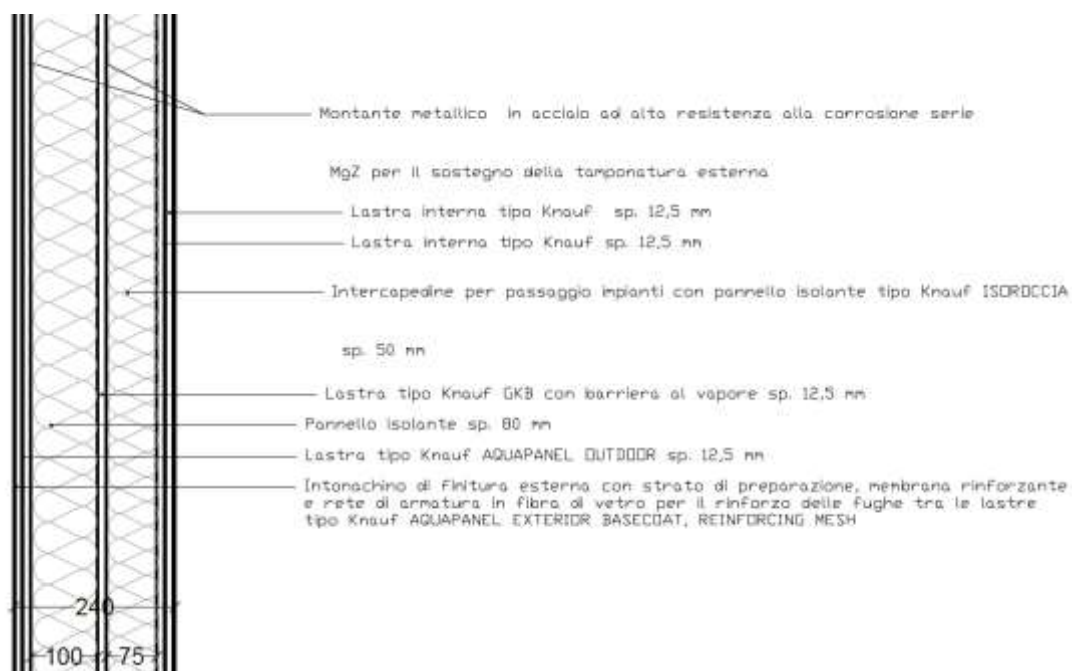 Montante metallico in acciaio ad alta resistenza alla corrosione serie
MgZ per il sostegno della tamponatura esterna
Lastra interna tipo Knauf sp. 12,5 mm
Lastra interna tipo Knauf sp. 12,5 mm
Intercapedine per passaggio impianti con pannello isolante tipo Knauf ISOROCCIA
sp. 50 mm
Lastra tipo Knauf GKB con barriera al vapore sp. 12,5 mm
Pannello isolante sp. 80 mm
Lastra tipo Knauf AQUAPANEL OUTDOOR sp. 12,5 mm
Intonachino di finitura esterna con strato di preparazione, membrana rinforzante
e rete di armatura in fibra di vetro per il rinforzo delle fughe tra le lastre
tipo Knauf AQUAPANEL EXTERIOR BASECOAT, REINFORCING MESH
240
100 75